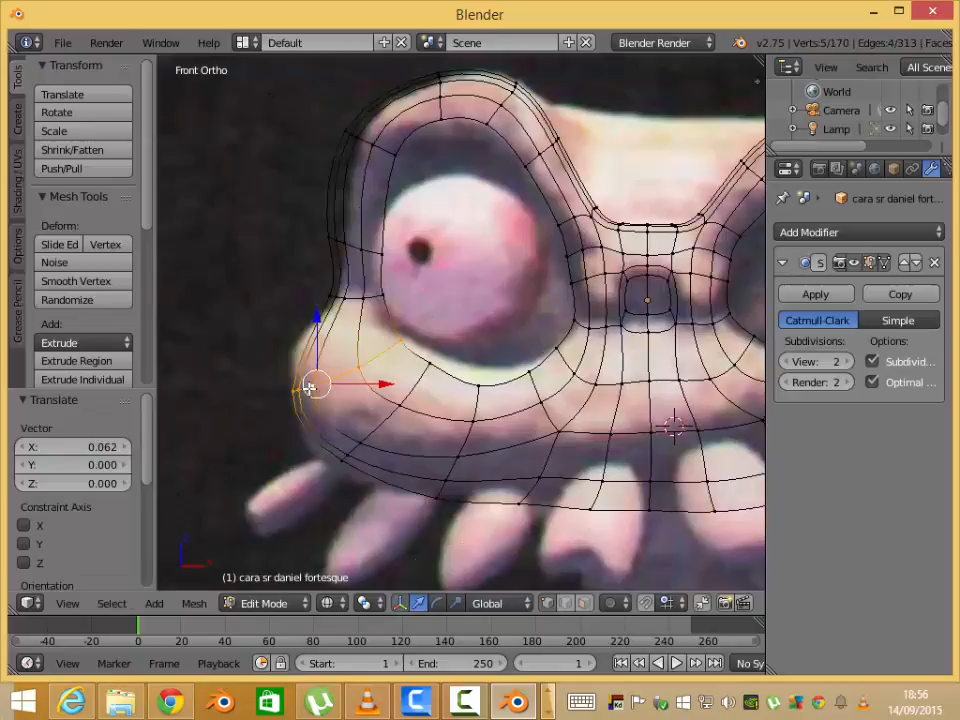 Blender
File Render Window Help Default Scene Blender Render v2.75 | Verts:5/170 | Edges:4/313 | Faces
Tools
Create
Shading / UVs
Options
Grease Pencil
Transform
Translate
Rotate
Scale
Shrink/Fatten
Push/Pull
Mesh Tools
Deform:
Slide Ed Vertex
Noise
Smooth Vertex
Randomize
Add:
Extrude
Extrude Region
Extrude Individual
Translate
Vector
X: 0.062
Y: 0.000
Z: 0.000
Constraint Axis
X
Y
Z
Orientation
Front Ortho
(1) cara sr daniel fortesque
View Select Add Mesh Edit Mode Global
View Search All Scene
World
Camera
Lamp
cara sr daniel fort...
Add Modifier
S
Apply Copy
Catmull-Clark Simple
Subdivisions: Options:
View: 2 Subdivid...
Render: 2 Optimal ...
-40 -20 0 20 40 60 80 100 120 140 160 180 200 220 240 260
View Marker Frame Playback Start: 1 End: 250 1 No Sy
18:56
14/09/2015